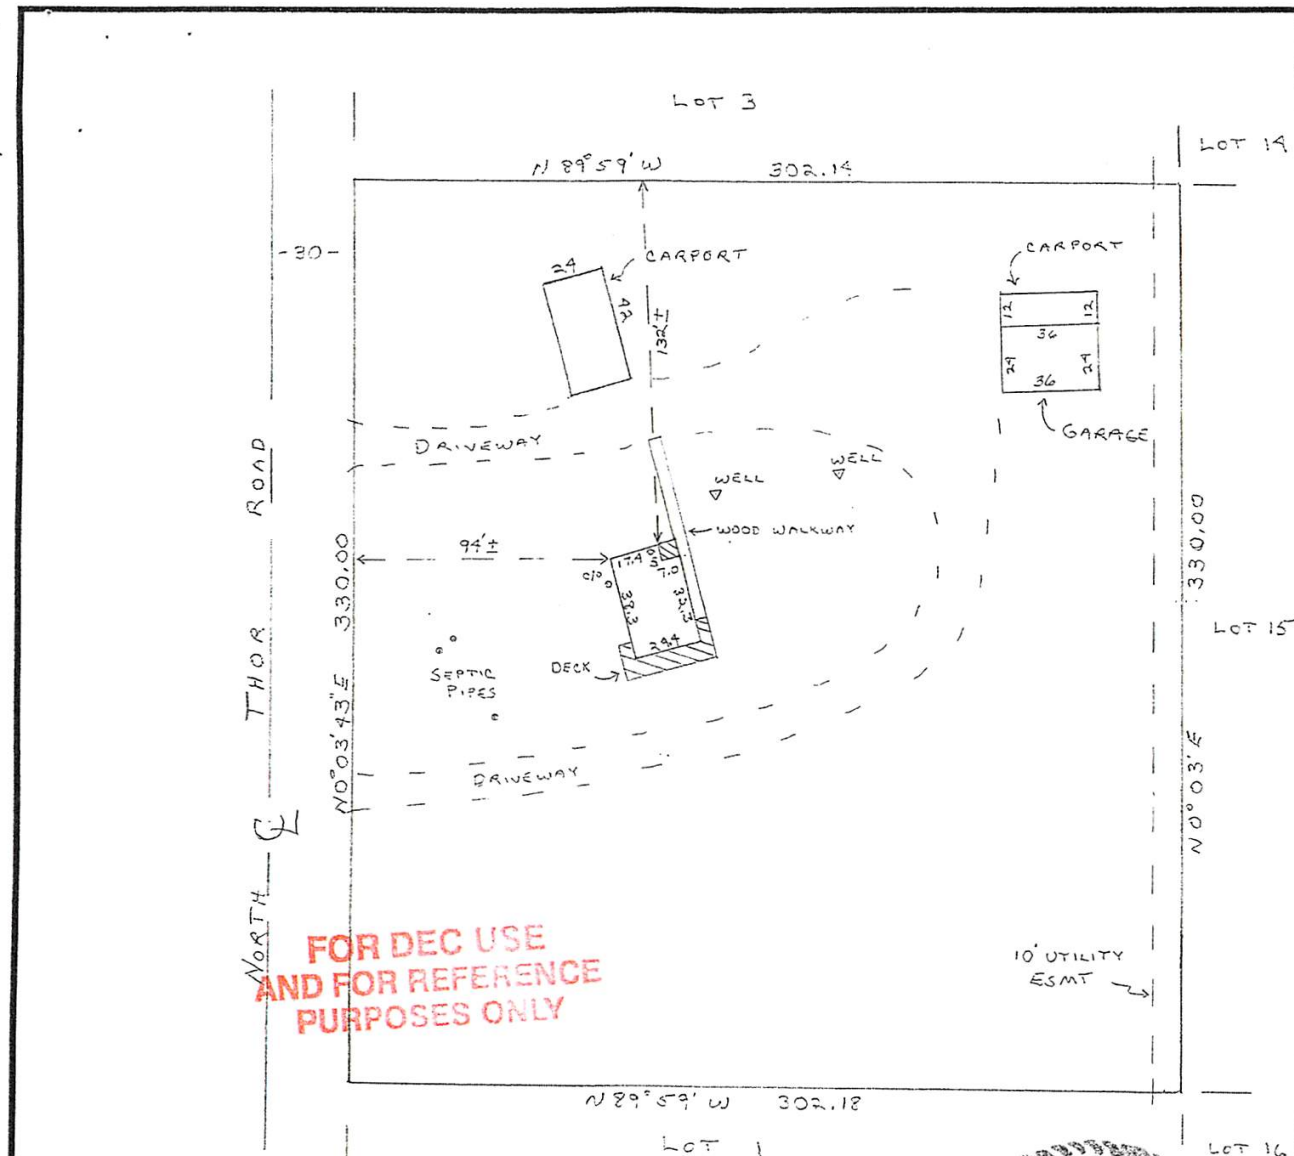 LOT 3
LOT 14
N 89°59' W 302.14
-30-
CARPORT
24
42
132'±
CARPORT
12 12
36
24 24
36
GARAGE
DRIVEWAY
WELL
WELL
WOOD WALKWAY
94'±
17.4
5
7.0
C/O
38.3
32.3
29.4
DECK
SEPTIC
PIPES
DRIVEWAY
NORTH THOR ROAD
℄
N0°03'43"E 330.00
330.00
N0°03'E
LOT 15
10' UTILITY
ESMT
FOR DEC USE
AND FOR REFERENCE
PURPOSES ONLY
N 89°59' W 302.18
LOT 1
LOT 16